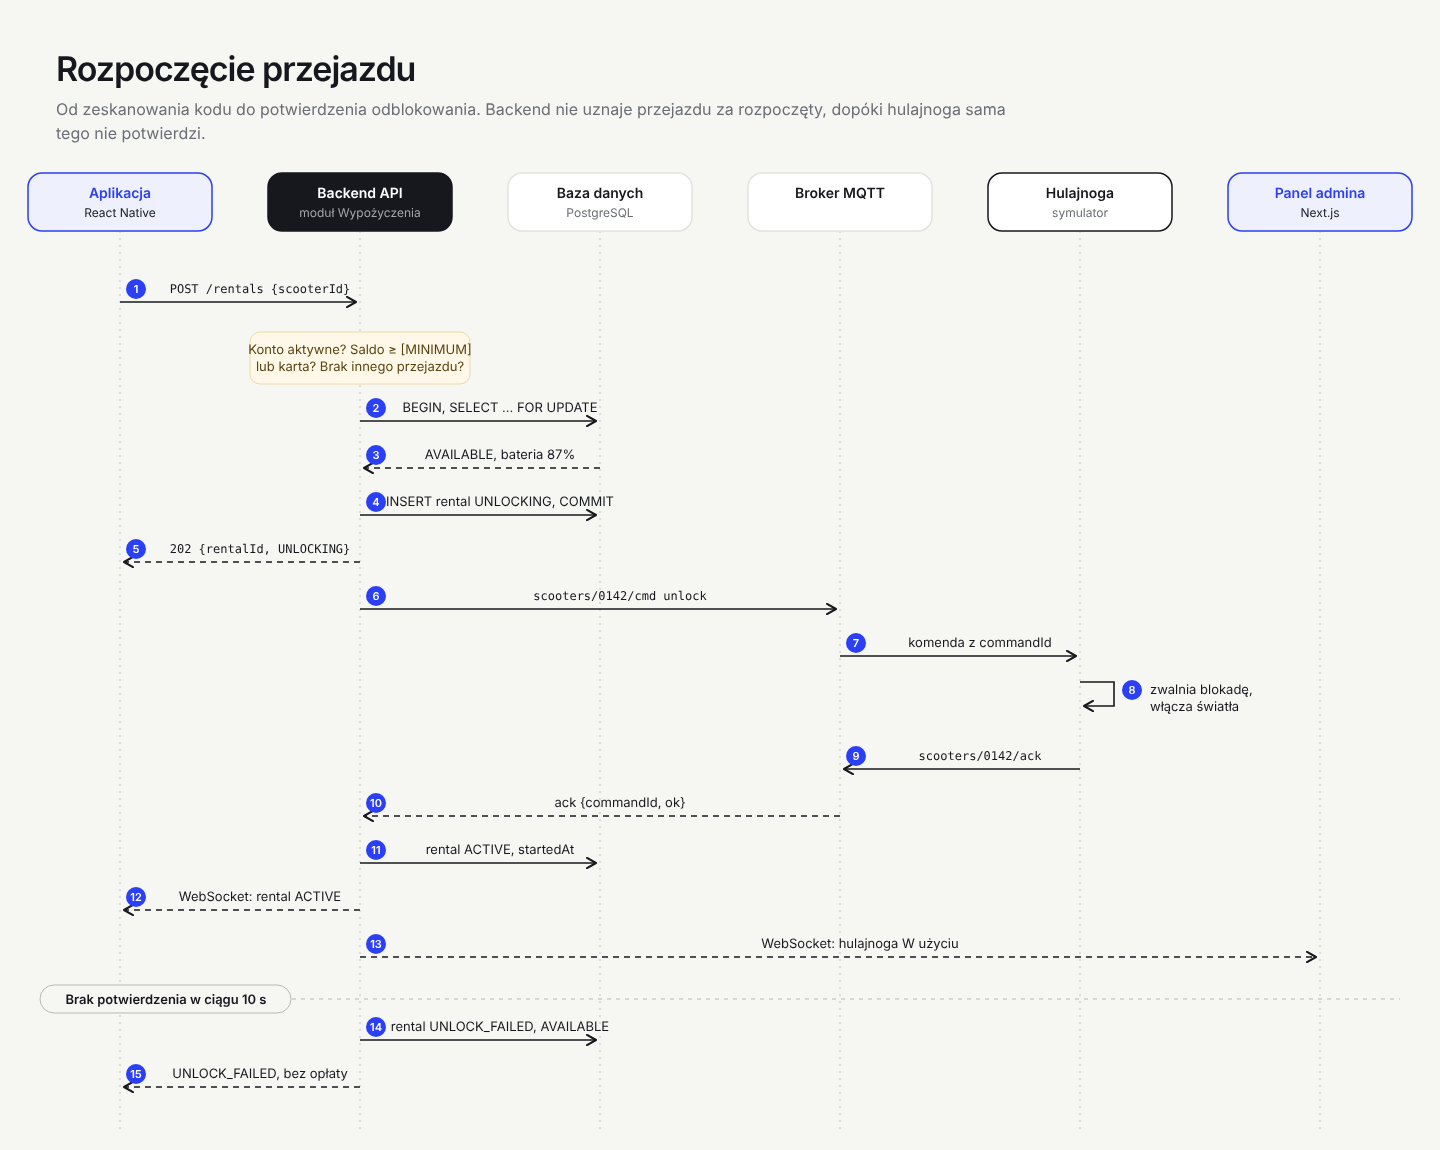 Rozpoczęcie przejazdu
Od zeskanowania kodu do potwierdzenia odblokowania. Backend nie uznaje przejazdu za rozpoczęty, dopóki hulajnoga sama
tego nie potwierdzi.
Aplikacja
React Native
Backend API
moduł Wypożyczenia
Baza danych
PostgreSQL
Broker MQTT
Hulajnoga
symulator
Panel admina
Next.js
1 POST /rentals {scooterId}
Konto aktywne? Saldo ≥ [MINIMUM]
lub karta? Brak innego przejazdu?
2 BEGIN, SELECT ... FOR UPDATE
3 AVAILABLE, bateria 87%
4 INSERT rental UNLOCKING, COMMIT
5 202 {rentalId, UNLOCKING}
6 scooters/0142/cmd unlock
7 komenda z commandId
8 zwalnia blokadę,
włącza światła
9 scooters/0142/ack
10 ack {commandId, ok}
11 rental ACTIVE, startedAt
12 WebSocket: rental ACTIVE
13 WebSocket: hulajnoga W użyciu
Brak potwierdzenia w ciągu 10 s
14 rental UNLOCK_FAILED, AVAILABLE
15 UNLOCK_FAILED, bez opłaty